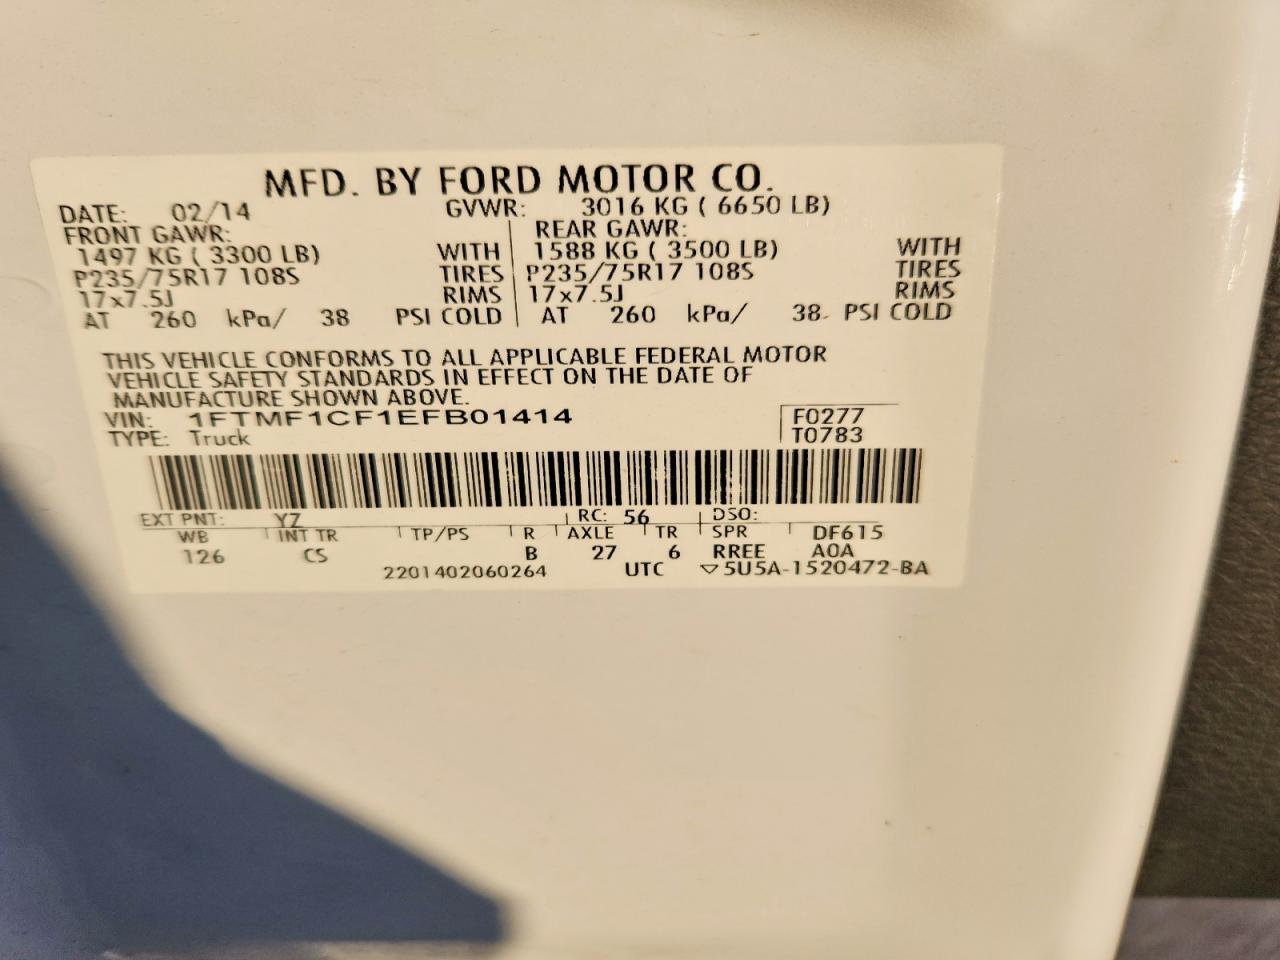 MFD. BY FORD MOTOR CO.
DATE: 02/14 GVWR: 3016 KG ( 6650 LB)
FRONT GAWR: REAR GAWR:
1497 KG ( 3300 LB) WITH 1588 KG ( 3500 LB) WITH
P235/75R17 108S TIRES P235/75R17 108S TIRES
17x7.5J RIMS 17x7.5J RIMS
AT 260 kPa/ 38 PSI COLD AT 260 kPa/ 38 PSI COLD
THIS VEHICLE CONFORMS TO ALL APPLICABLE FEDERAL MOTOR
VEHICLE SAFETY STANDARDS IN EFFECT ON THE DATE OF
MANUFACTURE SHOWN ABOVE.
VIN: 1FTMF1CF1EFB01414 F0277
TYPE: Truck T0783
EXT PNT: YZ RC: 56 DSO:
WB INT TR TP/PS R AXLE TR SPR DF615
126 CS B 27 6 RREE A0A
2201402060264 UTC ▽5U5A-1520472-BA